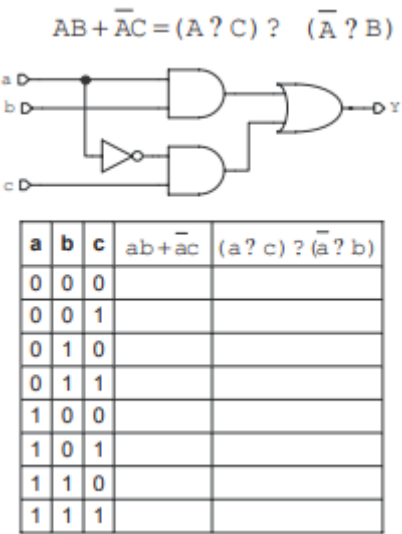 AB + A̅C = (A ? C) ? (A̅ ? B)
a
b
Y
c
a b c ab + a̅c (a ? c) ? (a̅ ? b)
0 0 0
0 0 1
0 1 0
0 1 1
1 0 0
1 0 1
1 1 0
1 1 1